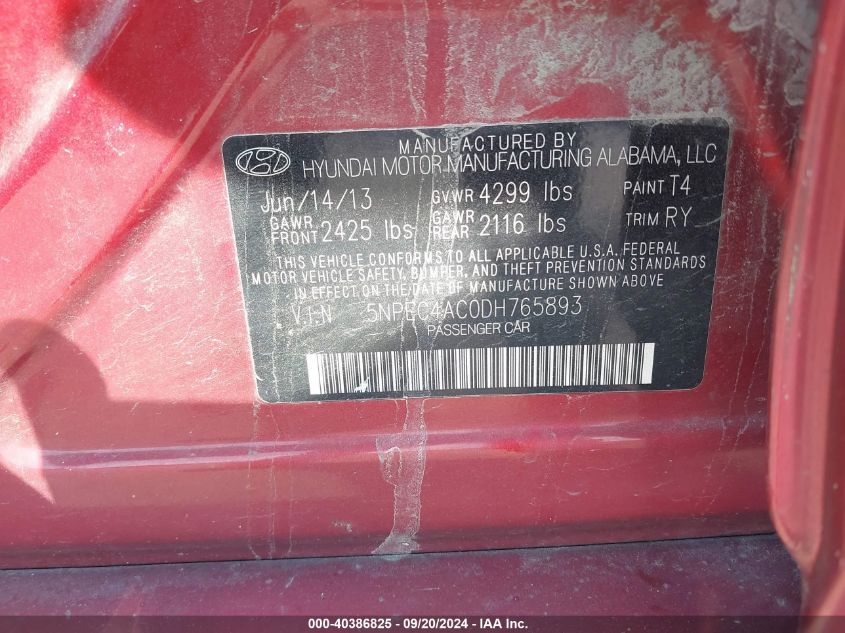 MANUFACTURED BY
HYUNDAI MOTOR MANUFACTURING ALABAMA, LLC
Jun/14/13 GVWR 4299 lbs PAINT T4
GAWR FRONT 2425 lbs GAWR REAR 2116 lbs TRIM RY
THIS VEHICLE CONFORMS TO ALL APPLICABLE U.S.A. FEDERAL
MOTOR VEHICLE SAFETY, BUMPER, AND THEFT PREVENTION STANDARDS
IN EFFECT ON THE DATE OF MANUFACTURE SHOWN ABOVE
V.I.N 5NPEC4AC0DH765893
PASSENGER CAR
000-40386825 - 09/20/2024 - IAAI.com